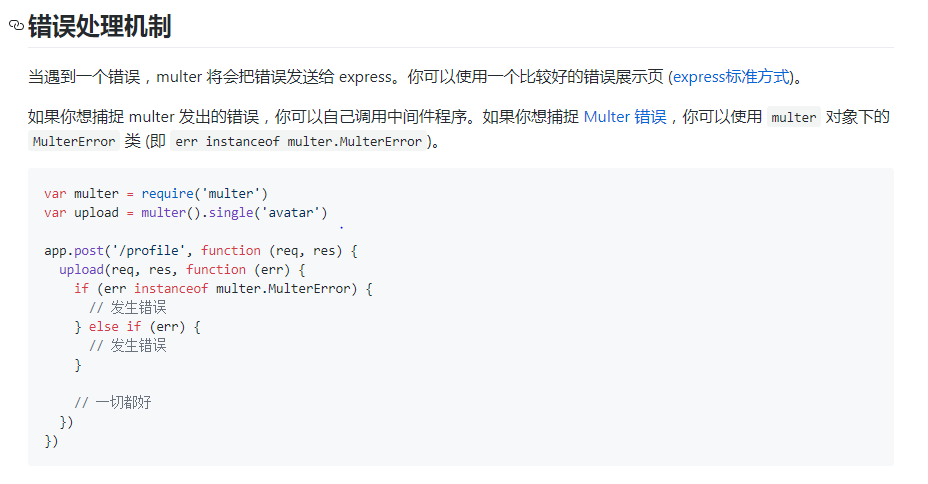 错误处理机制
当遇到一个错误，multer 将会把错误发送给 express。你可以使用一个比较好的错误展示页 (express标准方式)。
如果你想捕捉 multer 发出的错误，你可以自己调用中间件程序。如果你想捕捉 Multer 错误，你可以使用 multer 对象下的
MulterError 类 (即 err instanceof multer.MulterError)。
var multer = require('multer')
var upload = multer().single('avatar')
app.post('/profile', function (req, res) {
  upload(req, res, function (err) {
    if (err instanceof multer.MulterError) {
      // 发生错误
    } else if (err) {
      // 发生错误
    }
    // 一切都好
  })
})